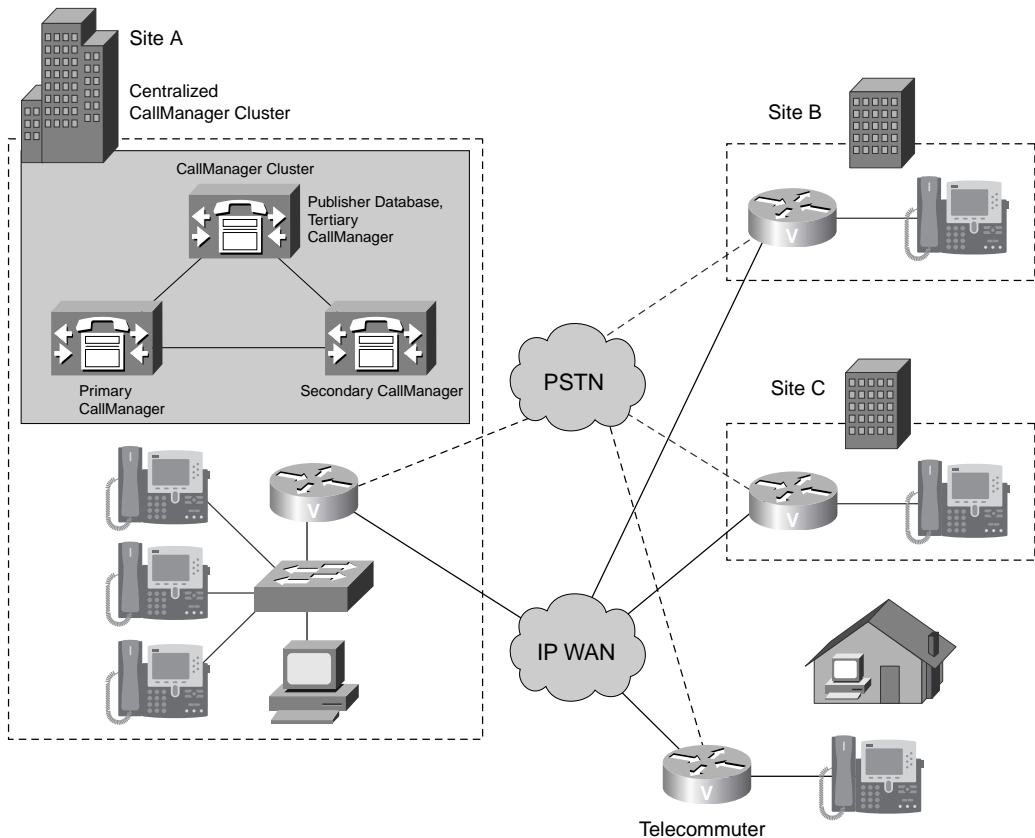 Site A
Centralized
CallManager Cluster
CallManager Cluster
Publisher Database,
Tertiary
CallManager
Primary
CallManager
Secondary CallManager
V
PSTN
IP WAN
Site B
V
Site C
V
V
Telecommuter